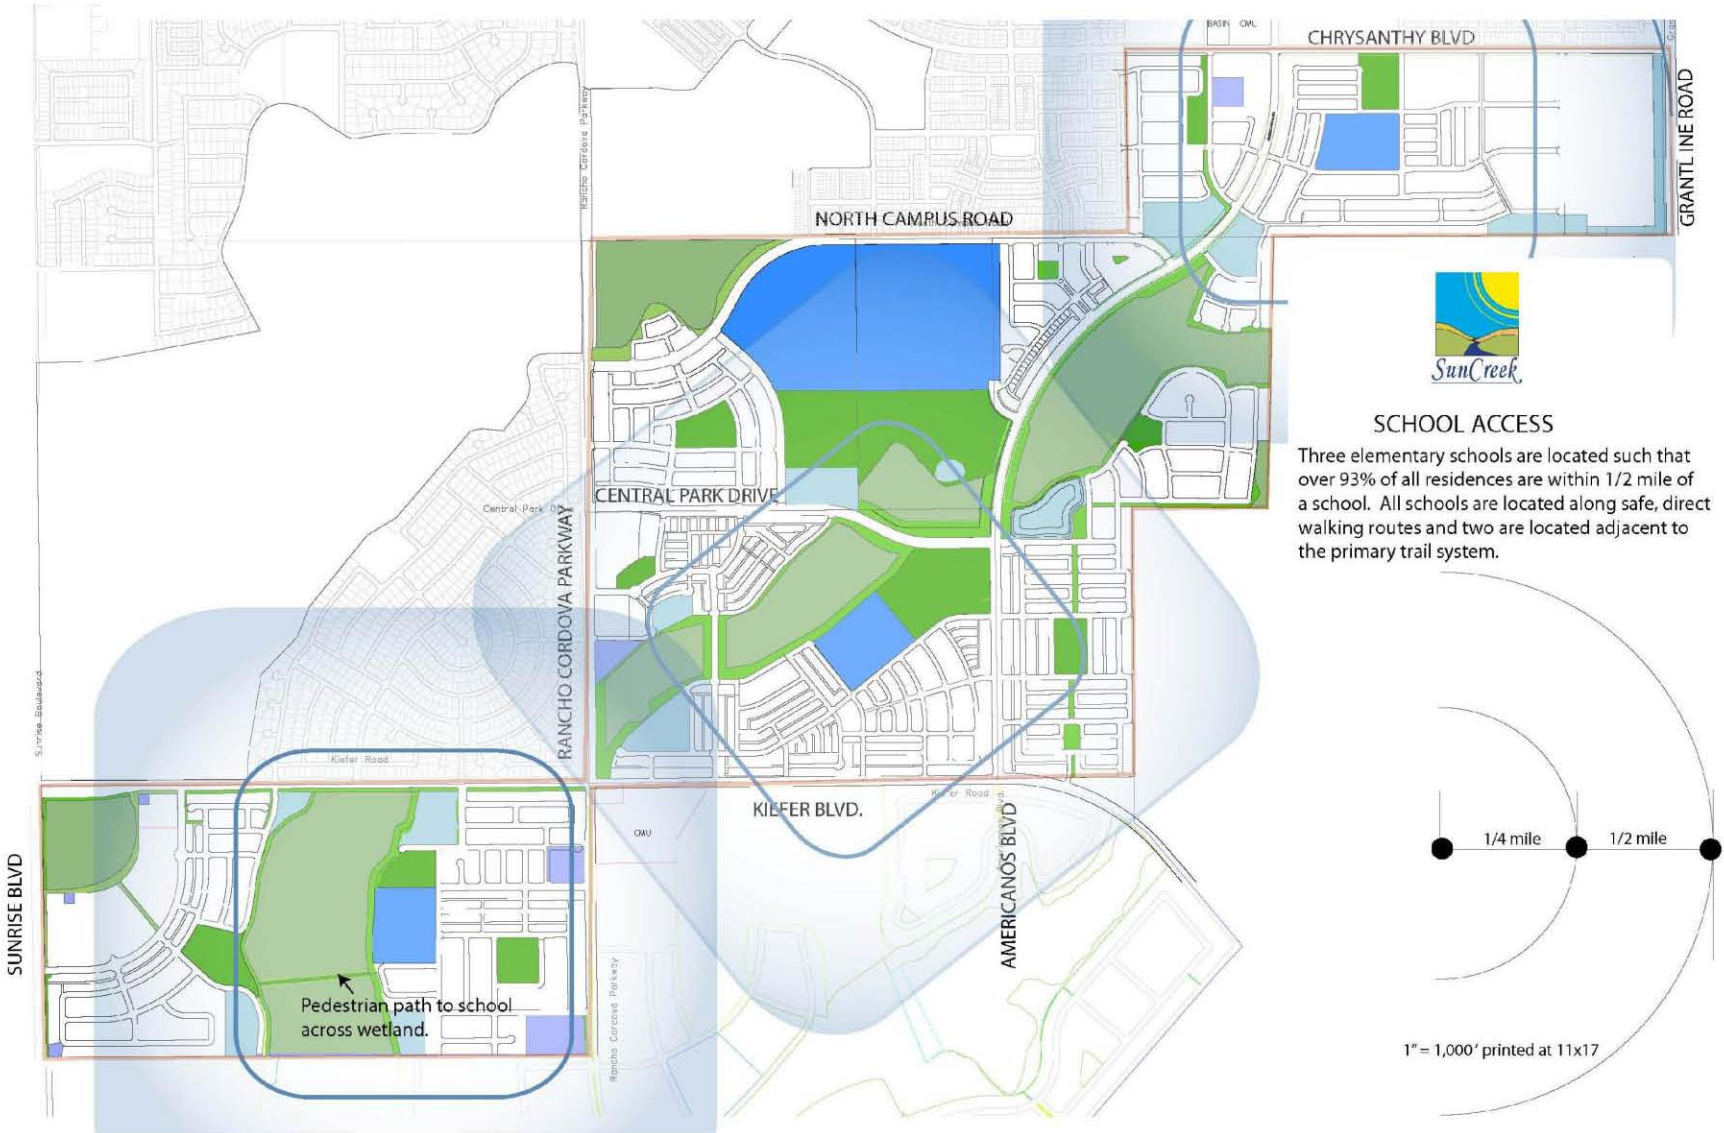 BASIN CMU
CHRYSANTHY BLVD
GRANTLINE ROAD
Rancho Cordova Parkway
NORTH CAMPUS ROAD
SunCreek
SCHOOL ACCESS
Three elementary schools are located such that
over 93% of all residences are within 1/2 mile of
a school. All schools are located along safe, direct
walking routes and two are located adjacent to
the primary trail system.
CENTRAL PARK DRIVE
Central Park
RANCHO CORDOVA PARKWAY
Sunrise Boulevard
Kiefer Road
KIEFER BLVD.
Kiefer Road
CMU
AMERICANOS BLVD
SUNRISE BLVD
1/4 mile
1/2 mile
Pedestrian path to school
across wetland.
Rancho Cordova Parkway
1" = 1,000' printed at 11x17